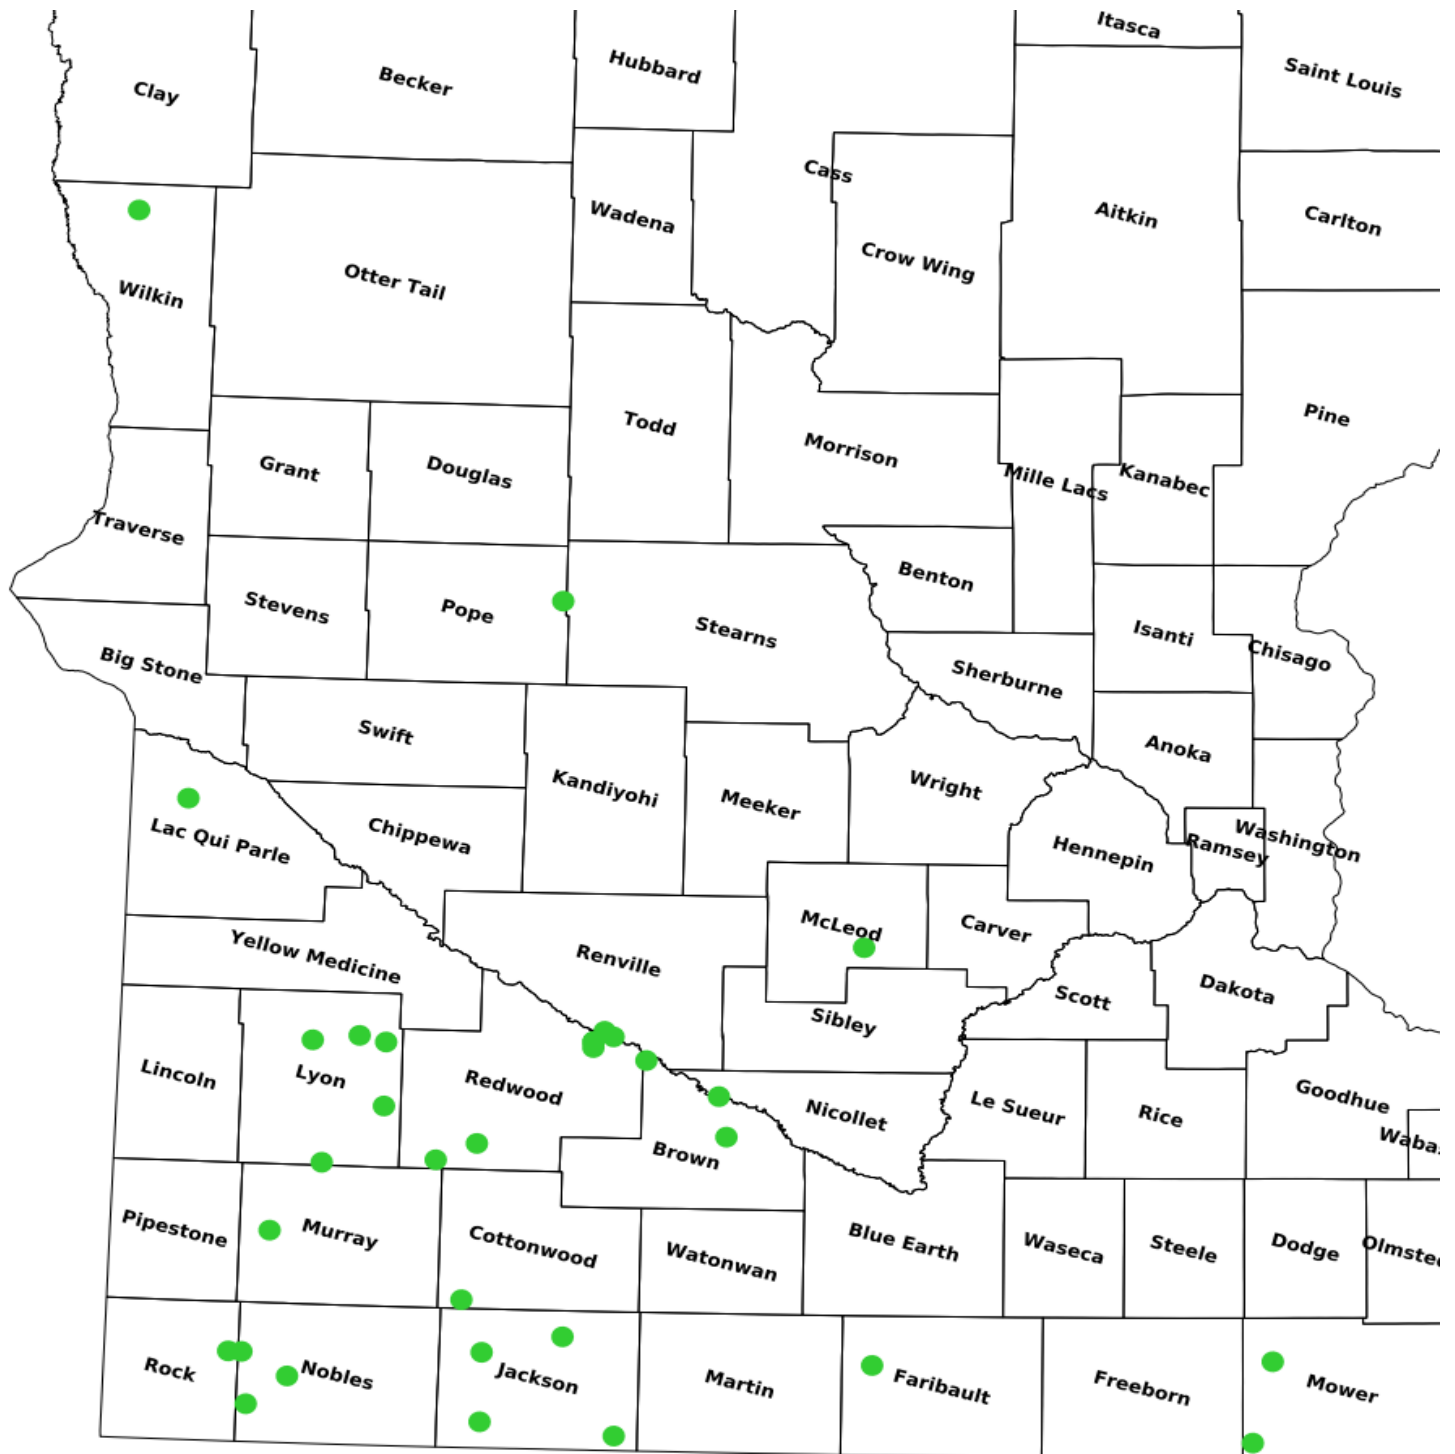 Itasca
Hubbard
Saint Louis
Becker
Clay
Cass
Wadena
Aitkin
Carlton
Crow Wing
Otter Tail
Wilkin
Todd
Pine
Morrison
Grant
Douglas
Mille Lacs
Kanabec
Traverse
Benton
Stevens
Pope
Stearns
Isanti
Chisago
Big Stone
Sherburne
Swift
Anoka
Kandiyohi
Wright
Meeker
Lac Qui Parle
Chippewa
Hennepin
Ramsey
Washington
McLeod
Carver
Yellow Medicine
Renville
Scott
Dakota
Sibley
Lincoln
Lyon
Redwood
Nicollet
Le Sueur
Rice
Goodhue
Wabas
Brown
Pipestone
Murray
Cottonwood
Watonwan
Blue Earth
Waseca
Steele
Dodge
Olmsted
Rock
Nobles
Jackson
Martin
Faribault
Freeborn
Mower